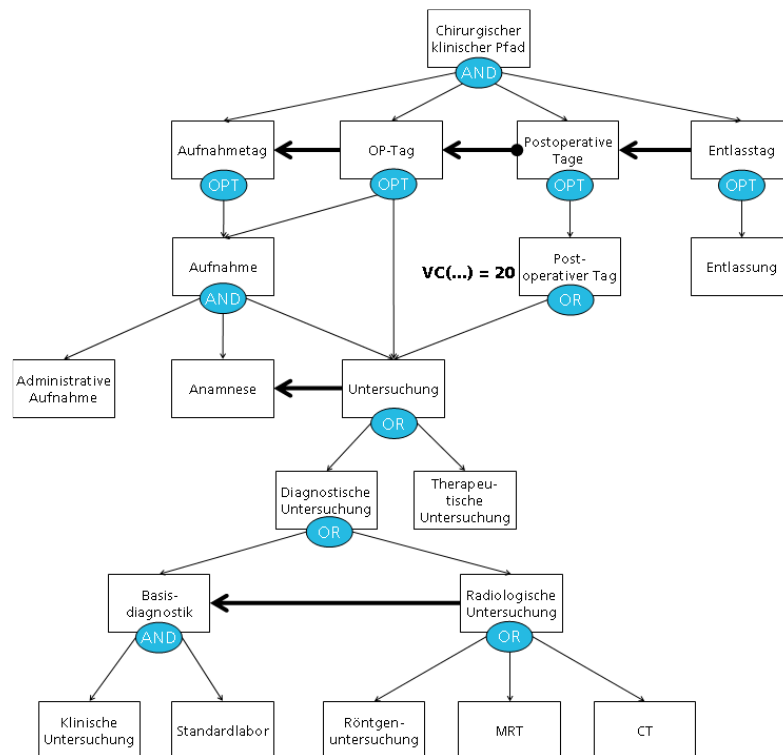 Chirurgischer
klinischer Pfad
AND
Aufnahmetag
OP-Tag
Postoperative
Tage
Entlasstag
OPT
OPT
OPT
OPT
Aufnahme
VC(...) = 20
Post-
operativer Tag
Entlassung
AND
OR
Administrative
Aufnahme
Anamnese
Untersuchung
OR
Diagnostische
Untersuchung
Therapeu-
tische
Untersuchung
OR
Basis-
diagnostik
Radiologische
Untersuchung
AND
OR
Klinische
Untersuchung
Standardlabor
Röntgen-
untersuchung
MRT
CT